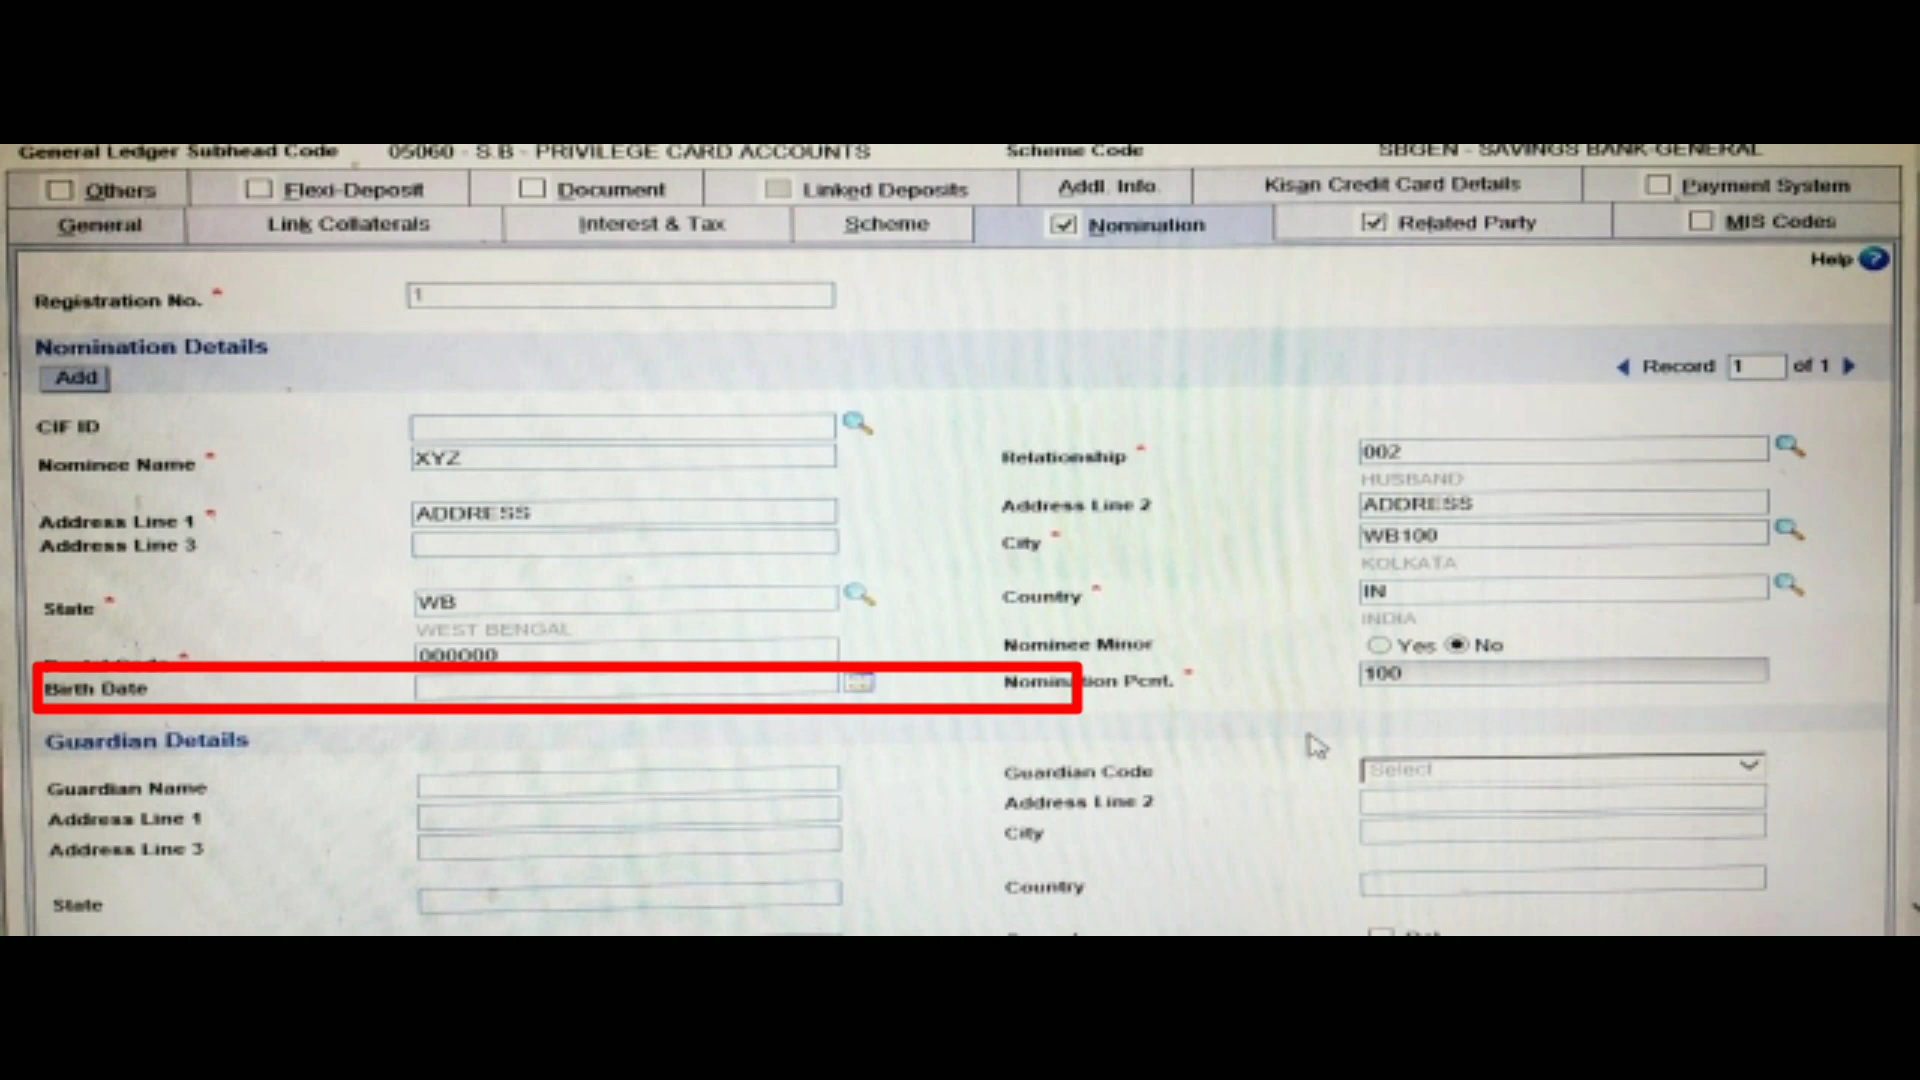 General Ledger Subhead Code 05060 - S.B - PRIVILEGE CARD ACCOUNTS Scheme Code SBGEN - SAVINGS BANK-GENERAL
Others Flexi-Deposit Document Linked Deposits Addl. Info. Kisan Credit Card Details Payment System
General Link Collaterals Interest & Tax Scheme Nomination Related Party MIS Codes
Help ?
Registration No. * 1
Nomination Details
Add Record 1 of 1
CIF ID
Nominee Name * XYZ Relationship * 002
HUSBAND
Address Line 1 * ADDRESS Address Line 2 ADDRESS
Address Line 3 City * WB100
KOLKATA
State * WB Country * IN
WEST BENGAL INDIA
Nominee Minor Yes No
* 000000
Birth Date Nomination Pcnt. * 100
Guardian Details
Guardian Name Guardian Code Select
Address Line 1 Address Line 2
Address Line 3 City
State Country